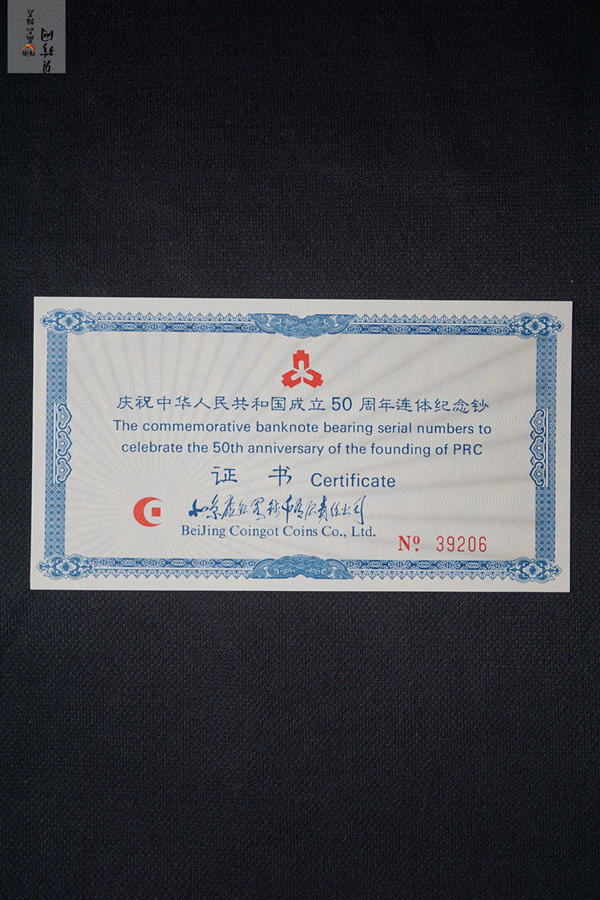 庆祝中华人民共和国成立 50 周年连体纪念钞
The commemorative banknote bearing serial numbers to
celebrate the 50th anniversary of the founding of PRC
证 书 Certificate
BeiJing Coingot Coins Co., Ltd.
Nº. 39206